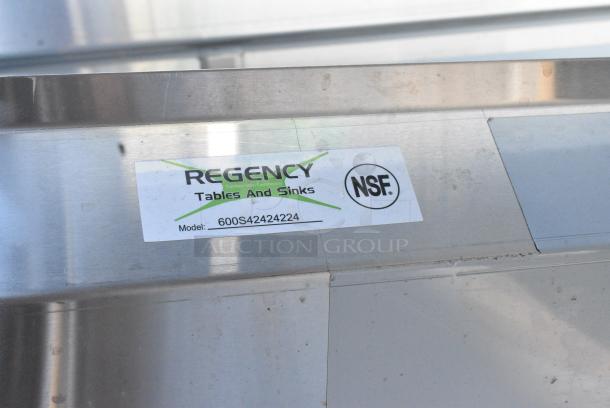 REGENCY
Tables And Sinks
NSF
Model: 600S42424224
AUCTION GROUP